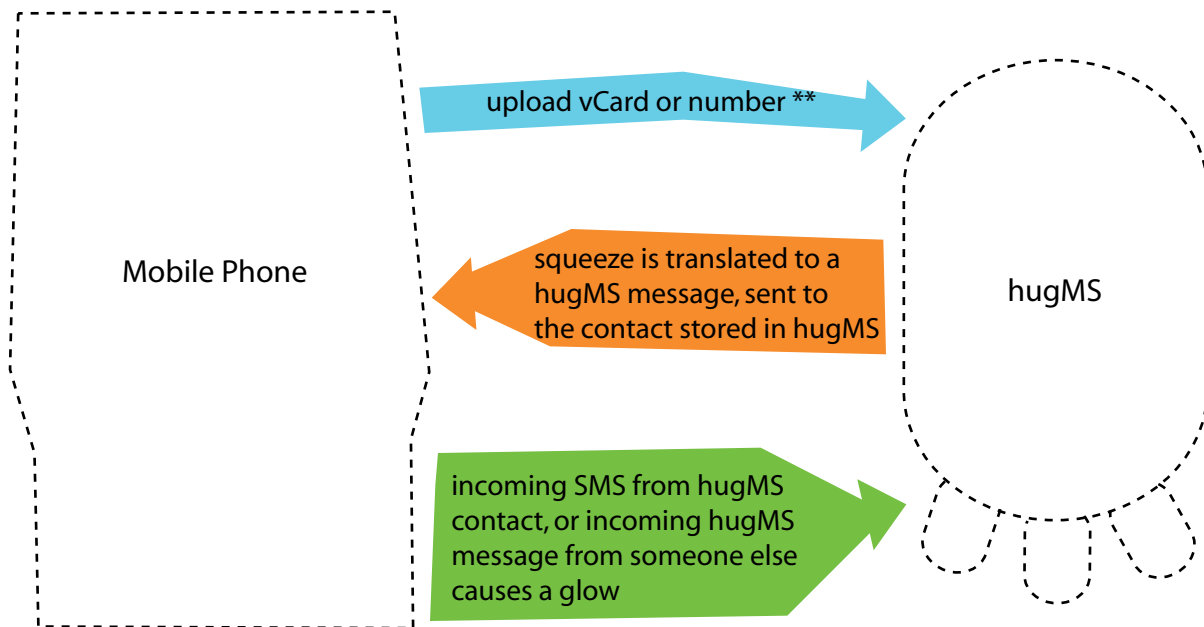 upload vCard or number **
Mobile Phone
squeeze is translated to a
hugMS message, sent to
the contact stored in hugMS
hugMS
incoming SMS from hugMS
contact, or incoming hugMS
message from someone else
causes a glow